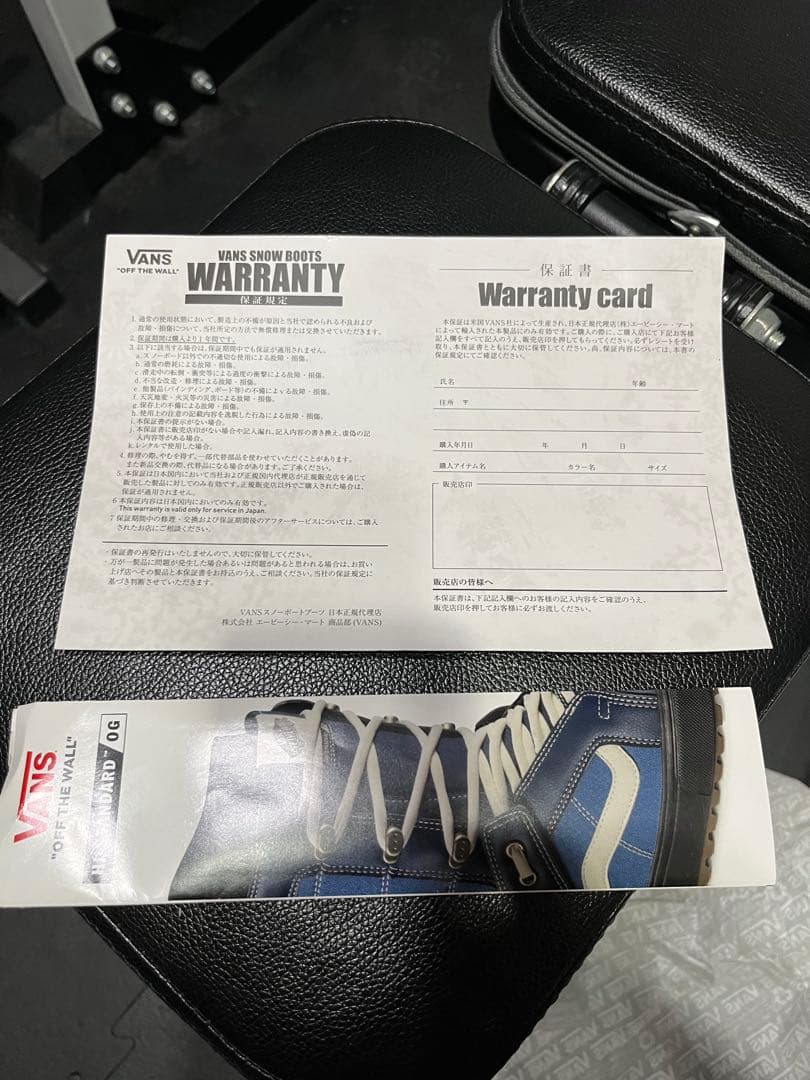 VANS
"OFF THE WALL"
VANS SNOW BOOTS
WARRANTY
保証規定
1. 通常の使用状態において、製造上の不備が原因と当社で認められる不良および
故障・損傷について、当社所定の方法で無償修理または交換させていただきます。
2. 保証期間は購入より1年間です。
3. 以下に該当する場合は、保証期間中でも保証が適用されません。
a. スノーボード以外での不適切な使用による故障・損傷。
b. 通常の磨耗による故障・損傷。
c. 滑走中の転倒・衝突等による過度の衝撃による故障・損傷。
d. 不当な改造・修理による故障・損傷。
e. 他製品(バインディング、ボード等)の不備による故障・損傷。
f. 天災地変・火災等の災害による故障・損傷。
g. 保存上の不備による故障・損傷。
h. 使用上の注意の記載内容を逸脱した行為による故障・損傷。
i. 本保証書の提示がない場合。
j. 本保証書に販売店印がない場合や記入漏れ、記入内容の書き換え、虚偽の記
入内容等がある場合。
k. レンタルで使用した場合。
4. 修理の際、やむを得ず、一部代替部品を使わせていただくことがあります。
また新品交換の際、代替品になる場合があります。ご了承ください。
5. 本保証は日本国内において当社および正規国内代理店が正規販売店を通じて
販売した製品に対してのみ有効です。正規販売店以外でご購入された場合は、
保証が適用されません。
6 本保証内容は日本国内においてのみ有効です。
This warranty is valid only for service in Japan.
7 保証期間中の修理・交換および保証期間後のアフターサービスについては、ご購入
されたお店にご相談ください。
・保証書の再発行はいたしませんので、大切に保管してください。
・万が一製品に問題が発生した場合あるいは問題があると思われる場合は、お買い
上げ店へその製品と本保証書をお持込のうえ、ご相談ください。当社の保証規定に
基づき判断させていただきます。
VANSスノーボードブーツ 日本正規代理店
株式会社 エービーシー・マート 商品部(VANS)
保証書
Warranty card
本保証は米国VANS社によって生産され、日本正規代理店(株)エービーシー・マート
によって輸入された本製品にのみ有効です。ご購入の際に、ご購入店にて下記お客様
記入欄をすべて記入のうえ、販売店印を押してもらってください。必ずレシートを受け
取り、本保証書とともに大切に保管してください。尚、保証内容については、本書の
保証規定にてご確認ください。
氏名 年齢
住所 〒
購入年月日 年 月 日
購入アイテム名 カラー名 サイズ
販売店印
販売店の皆様へ
本保証書は、下記記入欄へのお客様の記入内容をご確認のうえ、
販売店印を押してお客様に必ずお渡しください。
VANS
"OFF THE WALL"
OG
VANS